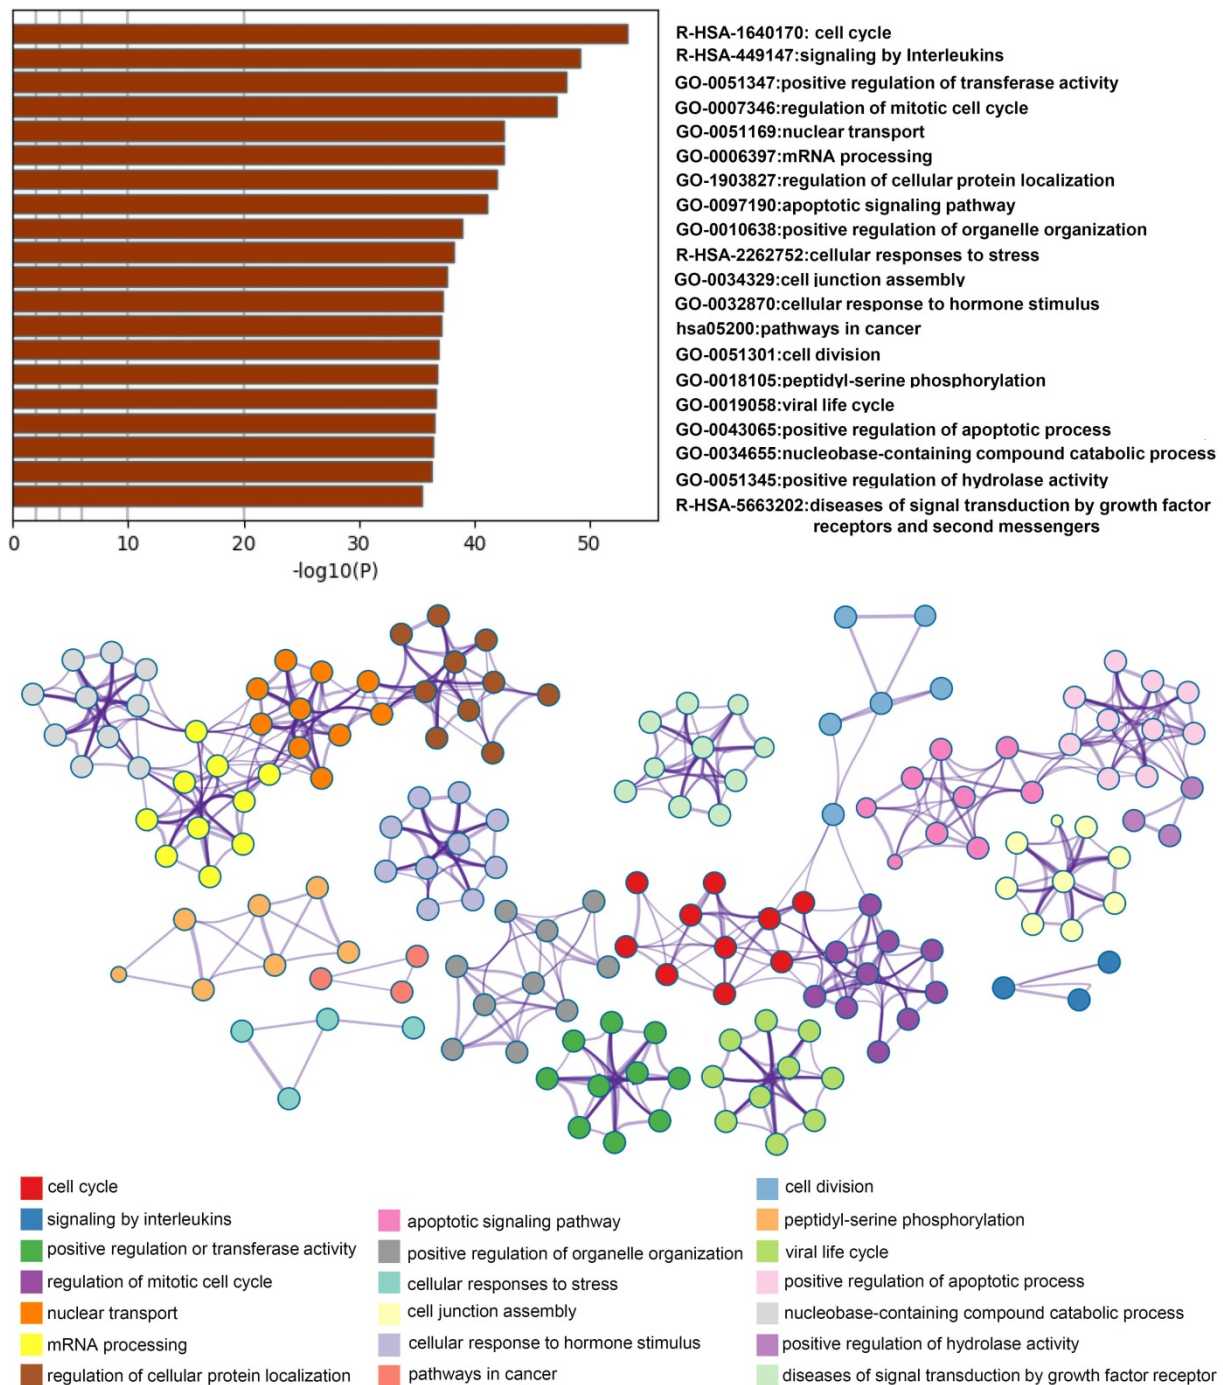 R-HSA-1640170: cell cycle
R-HSA-449147:signaling by Interleukins
GO-0051347:positive regulation of transferase activity
GO-0007346:regulation of mitotic cell cycle
GO-0051169:nuclear transport
GO-0006397:mRNA processing
GO-1903827:regulation of cellular protein localization
GO-0097190:apoptotic signaling pathway
GO-0010638:positive regulation of organelle organization
R-HSA-2262752:cellular responses to stress
GO-0034329:cell junction assembly
GO-0032870:cellular response to hormone stimulus
hsa05200:pathways in cancer
GO-0051301:cell division
GO-0018105:peptidyl-serine phosphorylation
GO-0019058:viral life cycle
GO-0043065:positive regulation of apoptotic process
GO-0034655:nucleobase-containing compound catabolic process
GO-0051345:positive regulation of hydrolase activity
R-HSA-5663202:diseases of signal transduction by growth factor
receptors and second messengers
0 10 20 30 40 50
-log10(P)
cell cycle
signaling by interleukins
positive regulation or transferase activity
regulation of mitotic cell cycle
nuclear transport
mRNA processing
regulation of cellular protein localization
apoptotic signaling pathway
positive regulation of organelle organization
cellular responses to stress
cell junction assembly
cellular response to hormone stimulus
pathways in cancer
cell division
peptidyl-serine phosphorylation
viral life cycle
positive regulation of apoptotic process
nucleobase-containing compound catabolic process
positive regulation of hydrolase activity
diseases of signal transduction by growth factor receptor